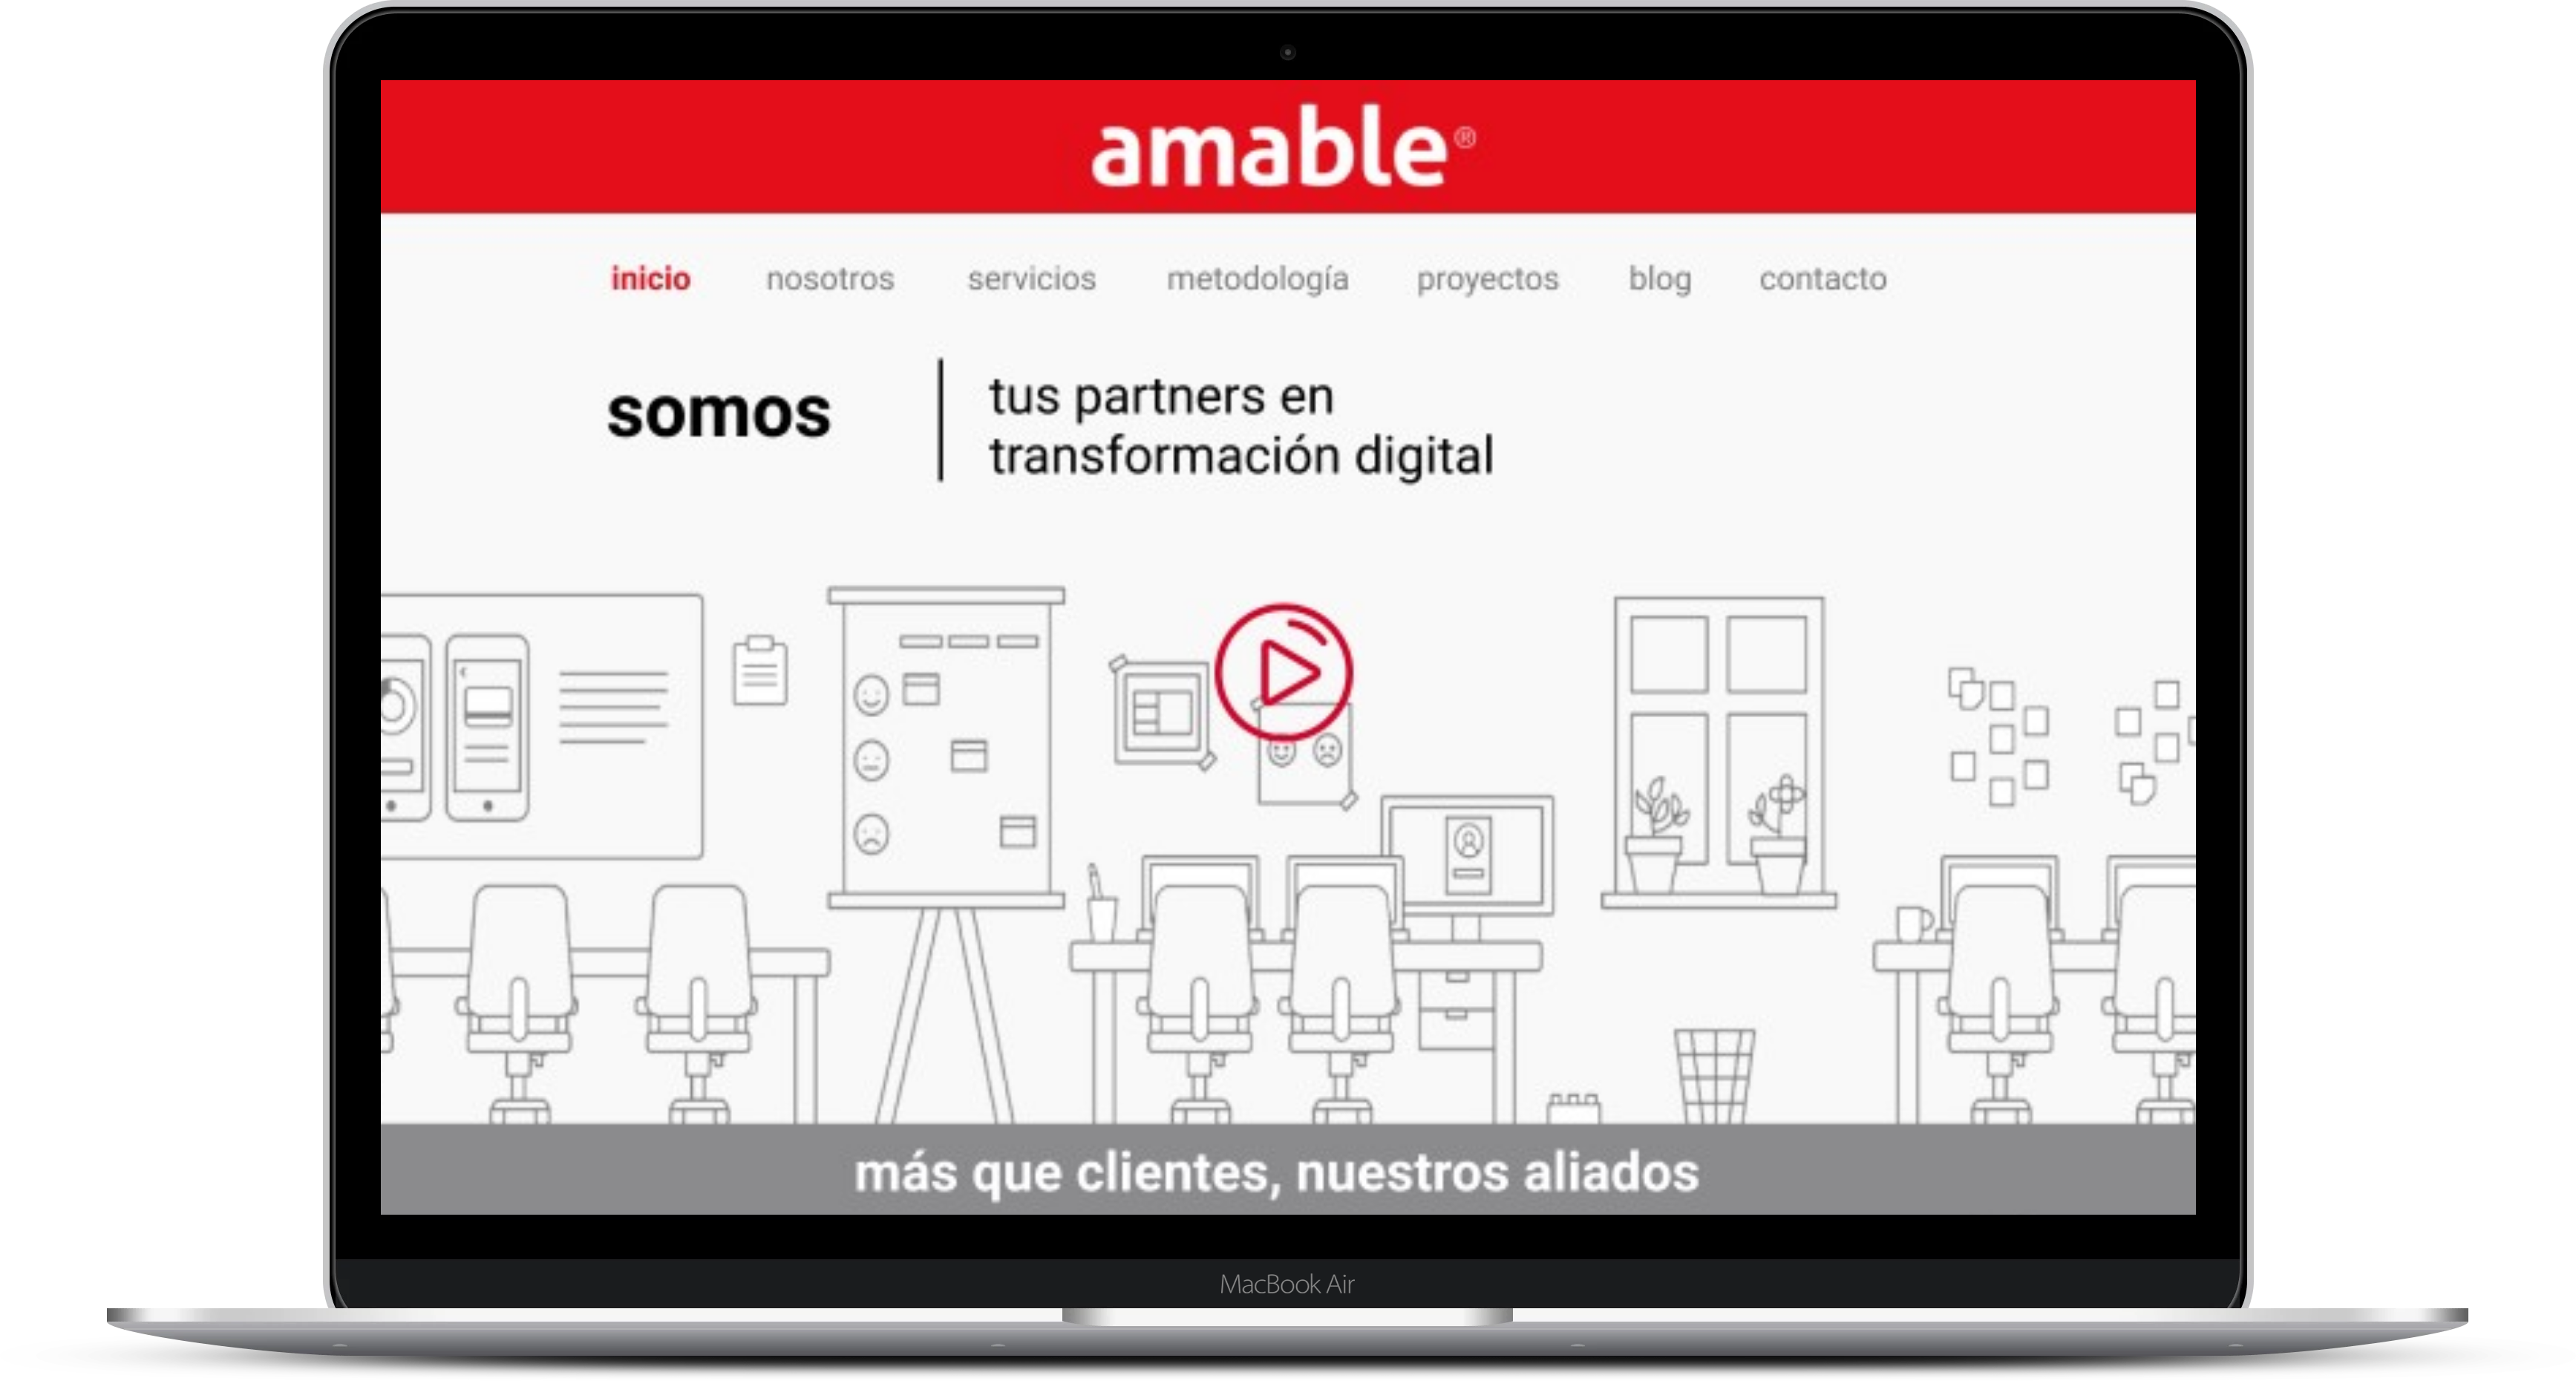 amable®
inicio nosotros servicios metodología proyectos blog contacto
somos
tus partners en
transformación digital
más que clientes, nuestros aliados
MacBook Air